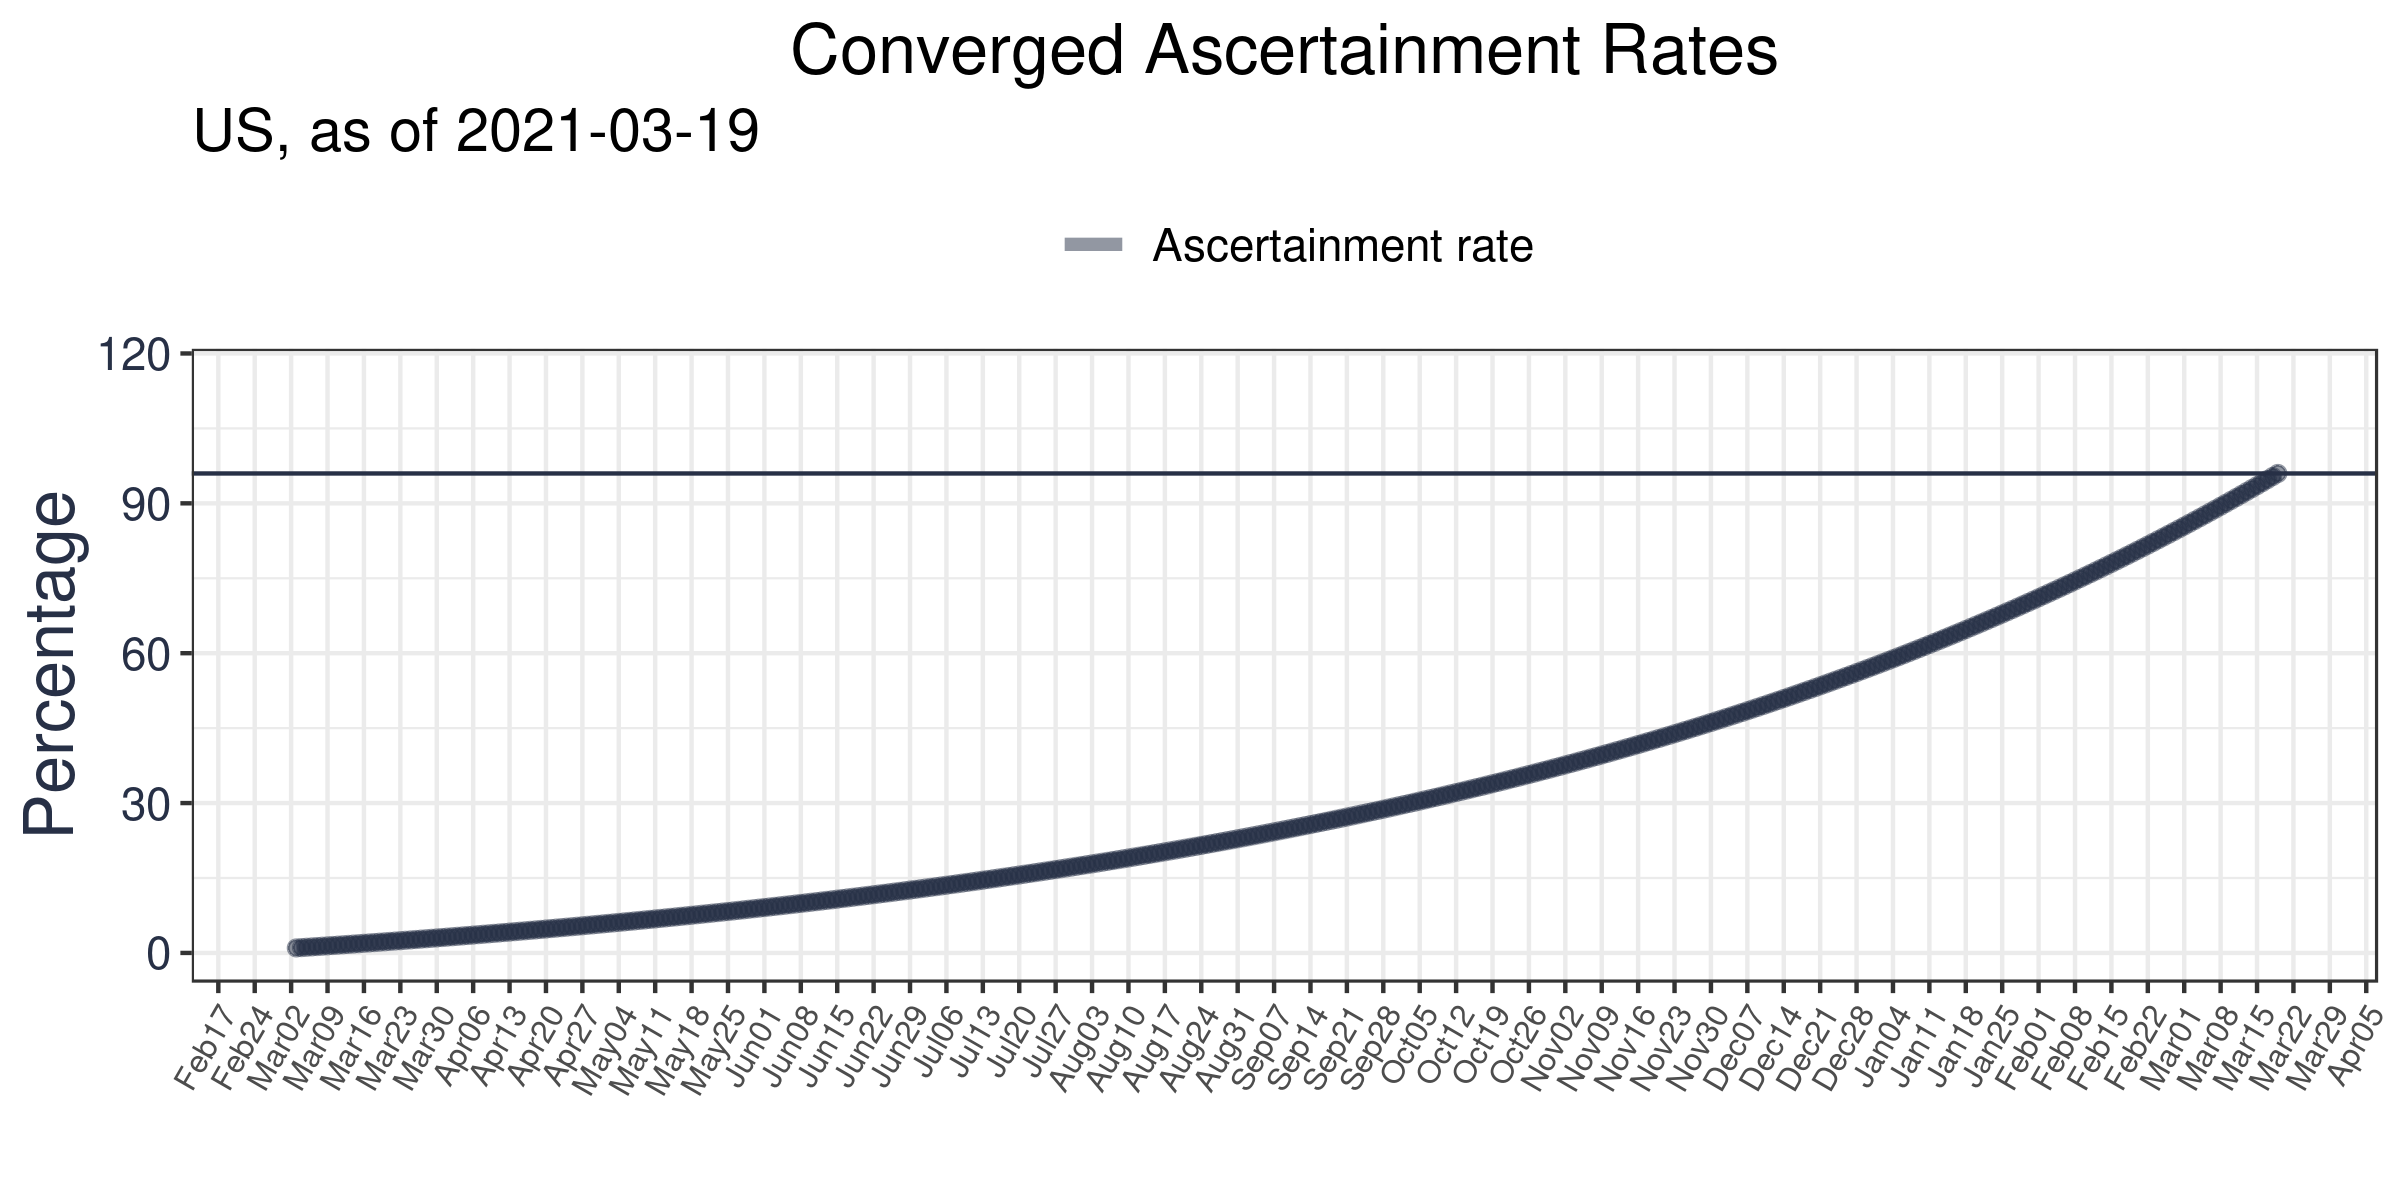 Converged Ascertainment Rates
US, as of 2021-03-19
Ascertainment rate
Percentage
120
90
60
30
0
Feb17
Feb24
Mar02
Mar09
Mar16
Mar23
Mar30
Apr06
Apr13
Apr20
Apr27
May04
May11
May18
May25
Jun01
Jun08
Jun15
Jun22
Jun29
Jul06
Jul13
Jul20
Jul27
Aug03
Aug10
Aug17
Aug24
Aug31
Sep07
Sep14
Sep21
Sep28
Oct05
Oct12
Oct19
Oct26
Nov02
Nov09
Nov16
Nov23
Nov30
Dec07
Dec14
Dec21
Dec28
Jan04
Jan11
Jan18
Jan25
Feb01
Feb08
Feb15
Feb22
Mar01
Mar08
Mar15
Mar22
Mar29
Apr05